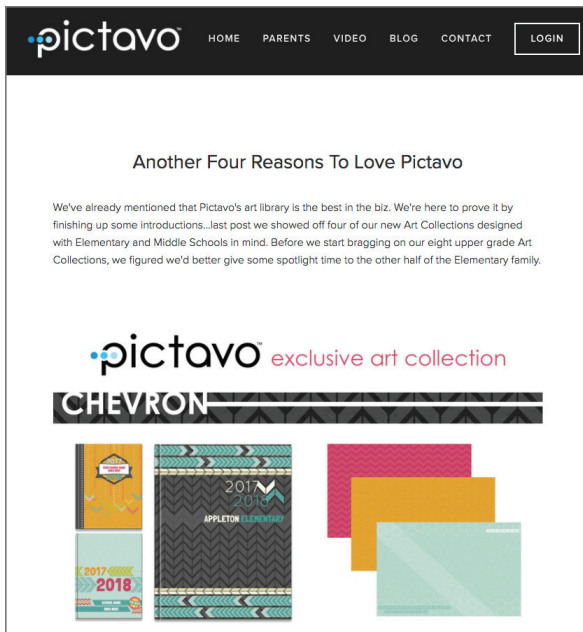 pictavo™
HOME PARENTS VIDEO BLOG CONTACT LOGIN
Another Four Reasons To Love Pictavo
We've already mentioned that Pictavo's art library is the best in the biz. We're here to prove it by
finishing up some introductions...last post we showed off four of our new Art Collections designed
with Elementary and Middle Schools in mind. Before we start bragging on our eight upper grade Art
Collections, we figured we'd better give some spotlight time to the other half of the Elementary family.
pictavo™ exclusive art collection
CHEVRON
2017
2018
2017
2018
APPLETON ELEMENTARY
2017
2018